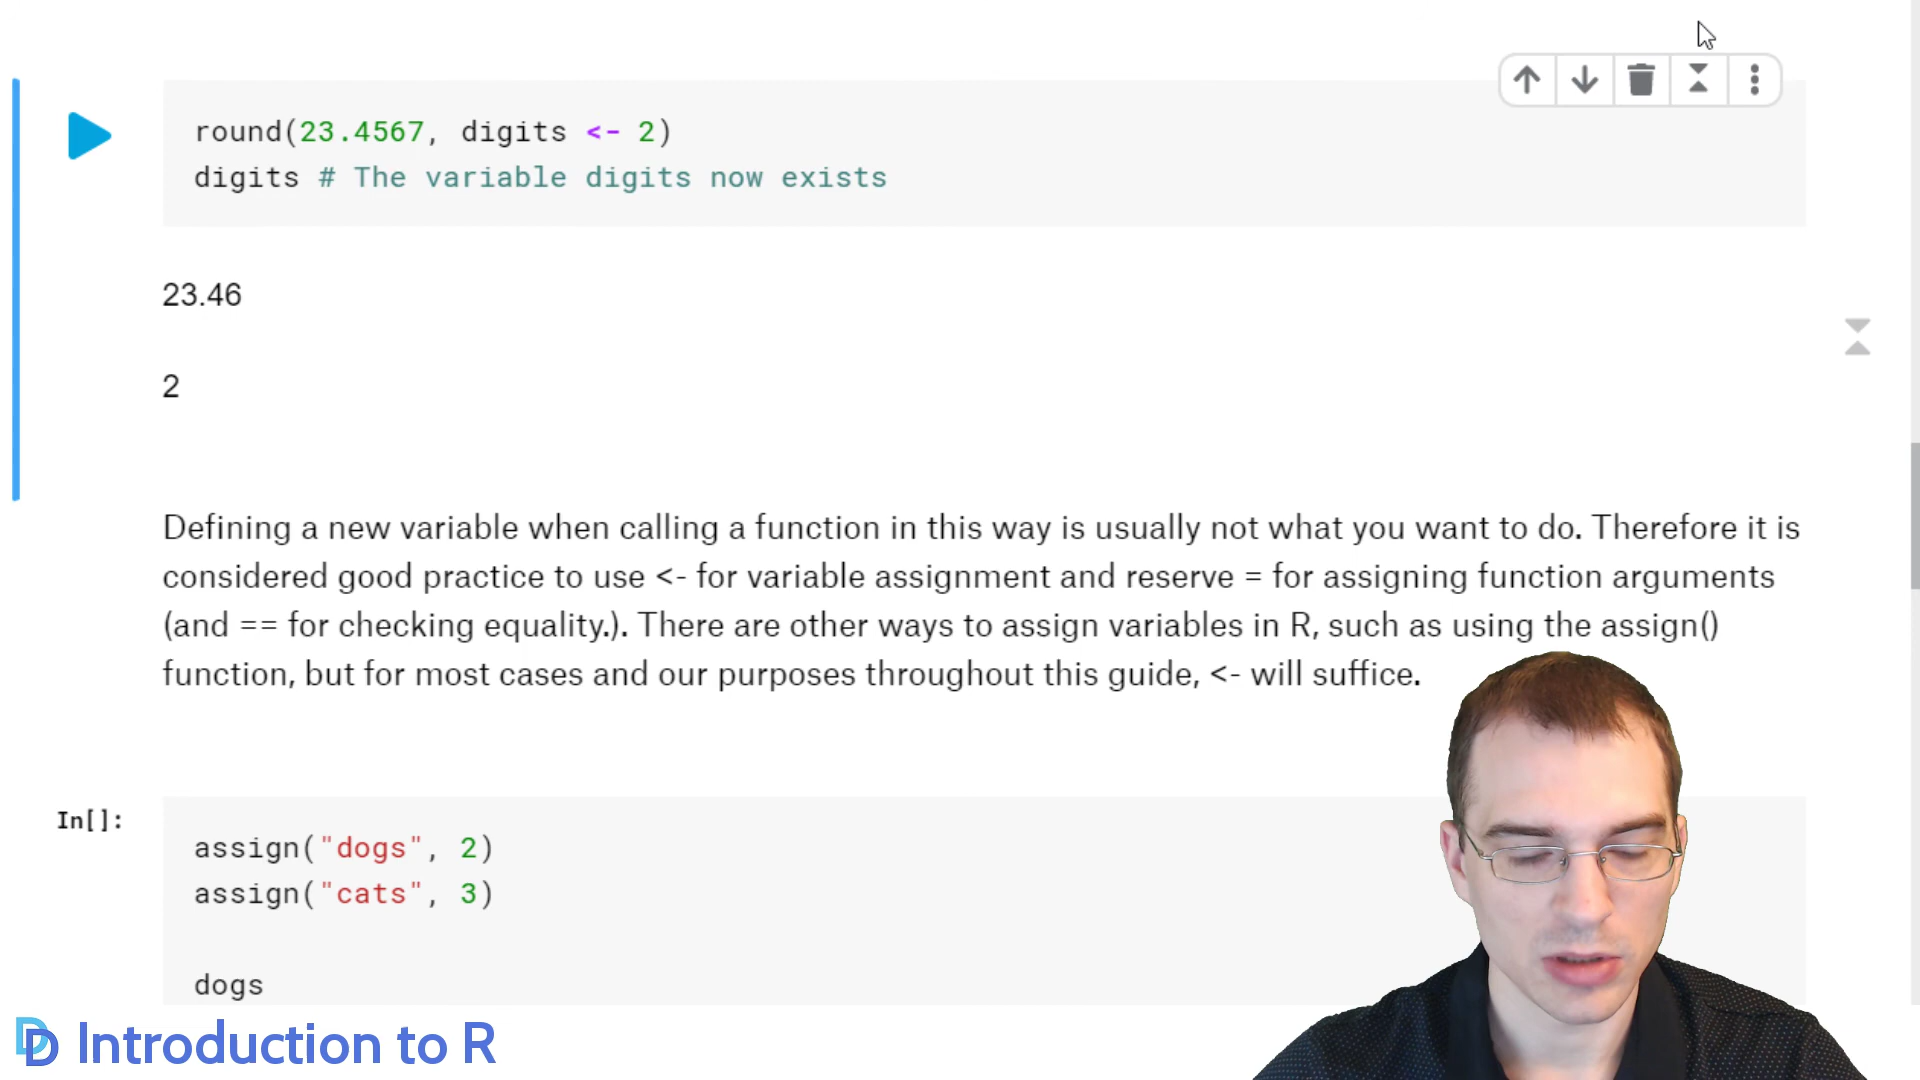 round(23.4567, digits <- 2)
digits # The variable digits now exists
23.46
2
Defining a new variable when calling a function in this way is usually not what you want to do. Therefore it is
considered good practice to use <- for variable assignment and reserve = for assigning function arguments
(and == for checking equality.). There are other ways to assign variables in R, such as using the assign()
function, but for most cases and our purposes throughout this guide, <- will suffice.
In[]:
assign("dogs", 2)
assign("cats", 3)
dogs
Introduction to R